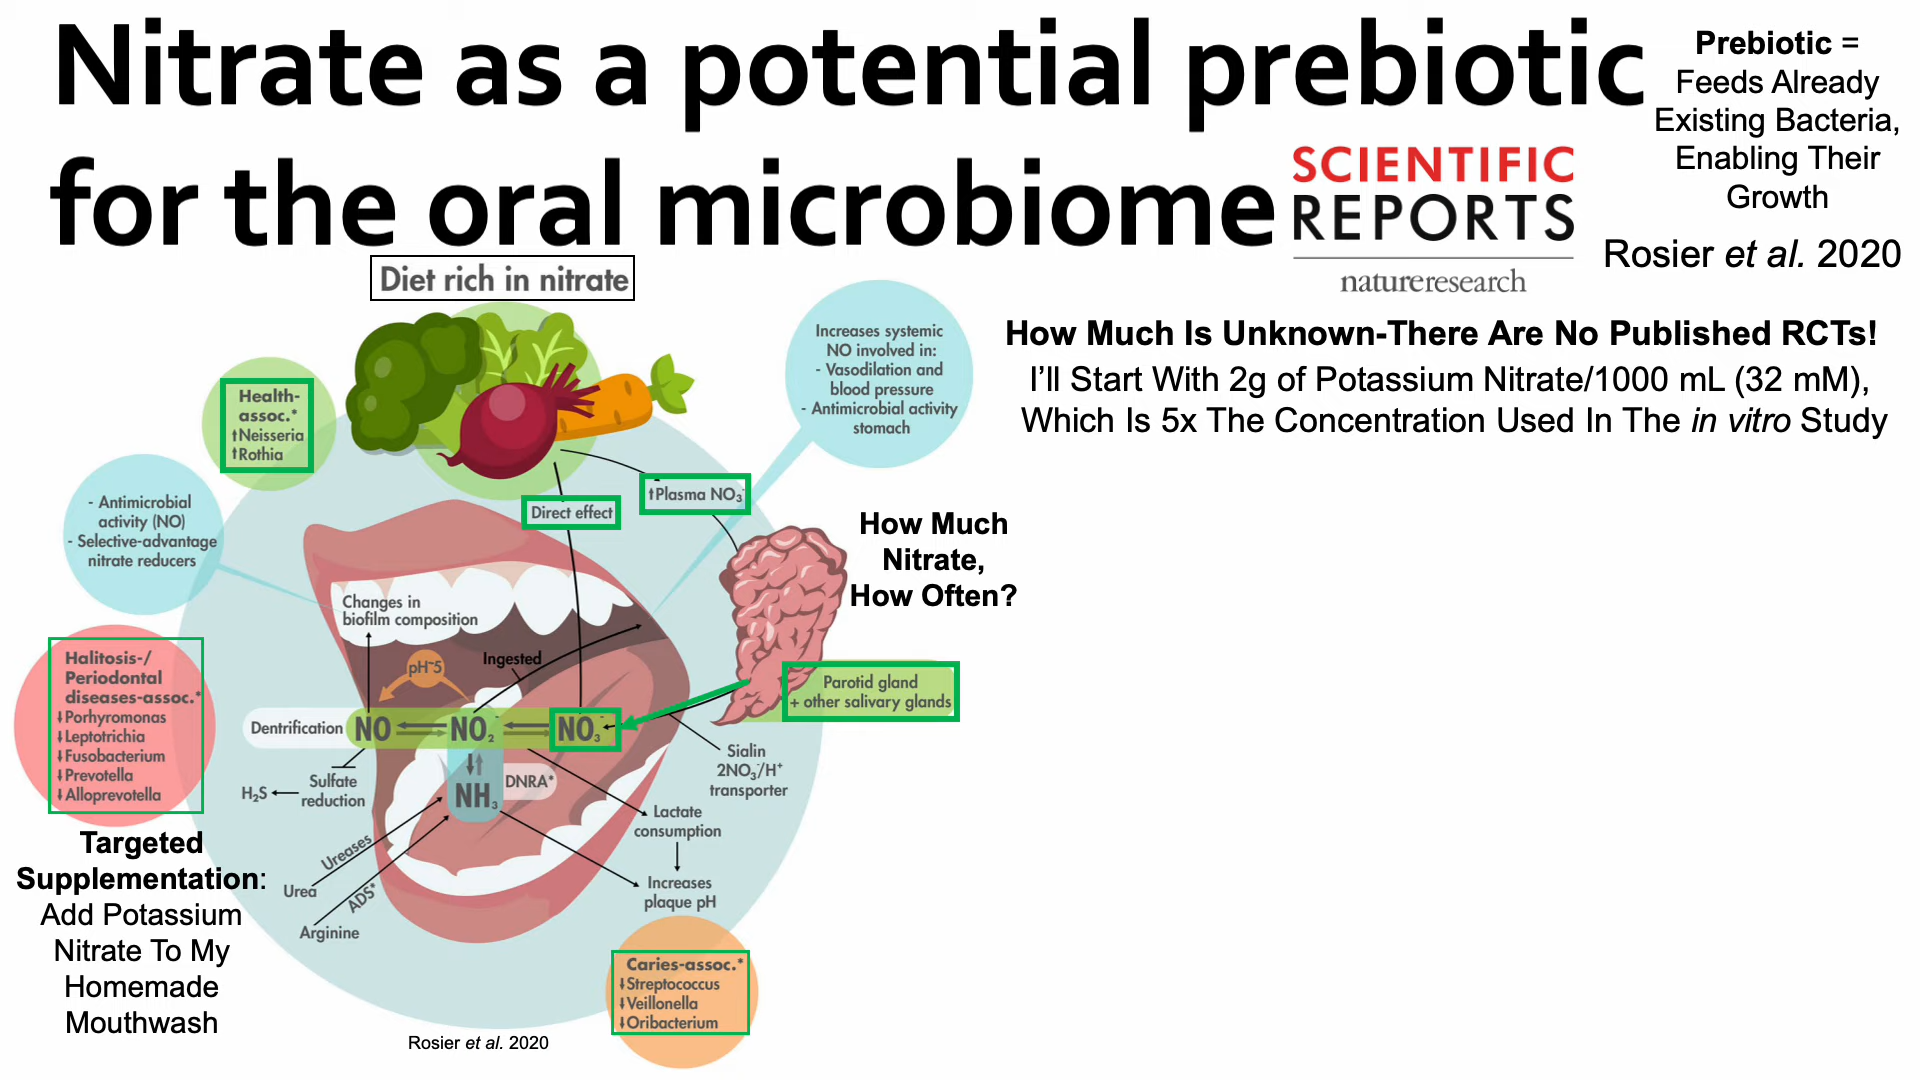 Nitrate as a potential prebiotic
for the oral microbiome
SCIENTIFIC
REPORTS
natureresearch
Prebiotic =
Feeds Already
Existing Bacteria,
Enabling Their
Growth
Rosier et al. 2020
How Much Is Unknown-There Are No Published RCTs!
I'll Start With 2g of Potassium Nitrate/1000 mL (32 mM),
Which Is 5x The Concentration Used In The in vitro Study
Diet rich in nitrate
Increases systemic
NO involved in:
- Vasodilation and
blood pressure
- Antimicrobial activity
stomach
Health-
assoc.*
↑Neisseria
↑Rothia
- Antimicrobial
activity (NO)
- Selective-advantage
nitrate reducers
Direct effect
↑Plasma NO₃⁻
How Much
Nitrate,
How Often?
Changes in
biofilm composition
pH~5
Ingested
Parotid gland
+ other salivary glands
Halitosis-/
Periodontal
diseases-assoc.*
↓Porhyromonas
↓Leptotrichia
↓Fusobacterium
↓Prevotella
↓Alloprevotella
Dentrification
NO
NO₂⁻
NO₃⁻
Sialin
2NO₃⁻/H⁺
transporter
H₂S
Sulfate
reduction
NH₃
DNRA*
Lactate
consumption
Increases
plaque pH
Ureases
Urea
ADS*
Arginine
Targeted
Supplementation:
Add Potassium
Nitrate To My
Homemade
Mouthwash
Caries-assoc.*
↓Streptococcus
↓Veillonella
↓Oribacterium
Rosier et al. 2020